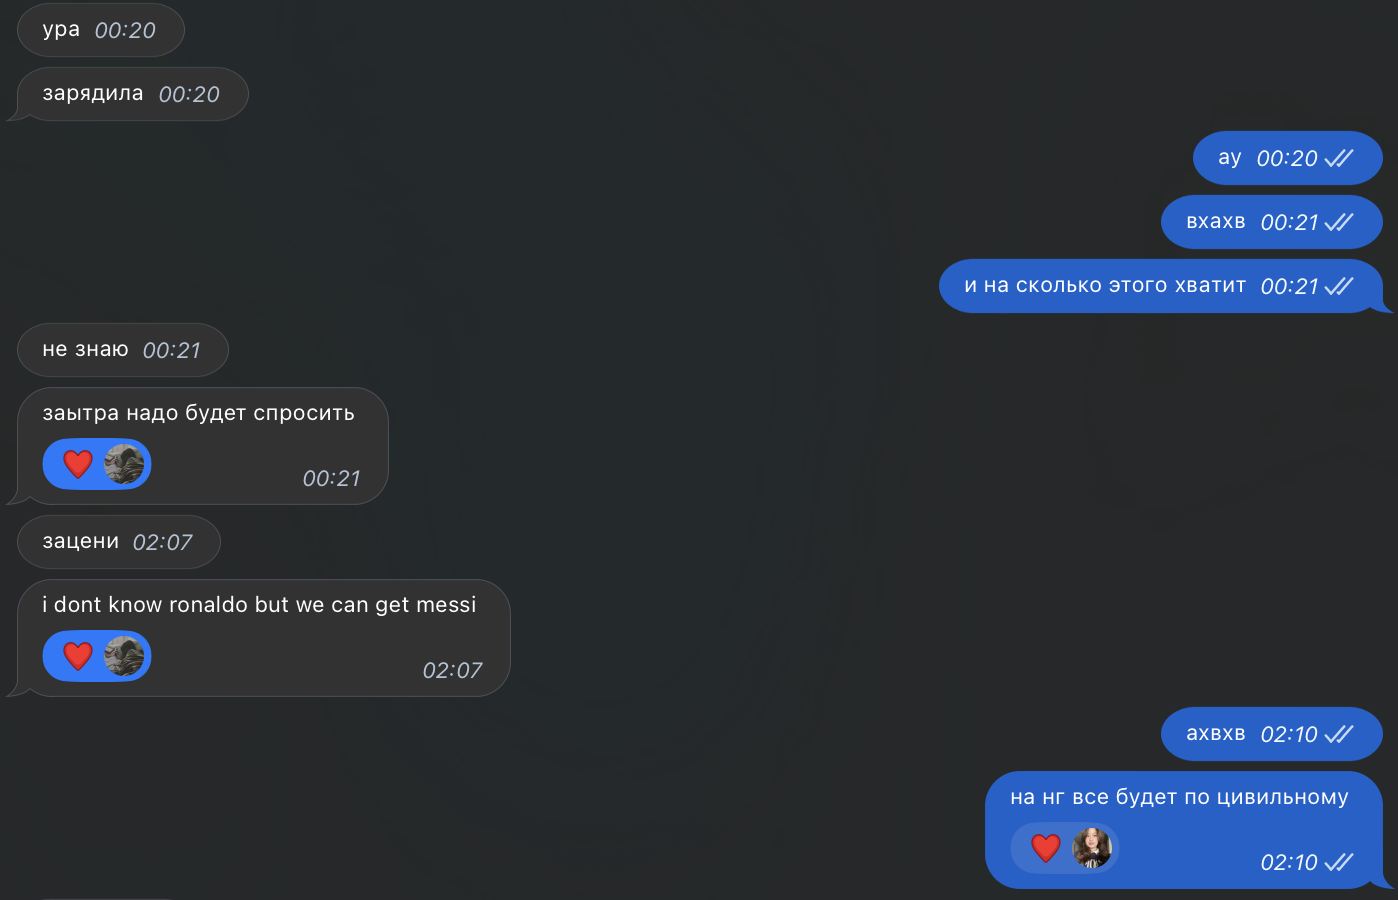 ура 00:20
зарядила 00:20
ау 00:20
вхахв 00:21
и на сколько этого хватит 00:21
не знаю 00:21
заытра надо будет спросить
00:21
зацени 02:07
i dont know ronaldo but we can get messi
02:07
ахвхв 02:10
на нг все будет по цивильному
02:10